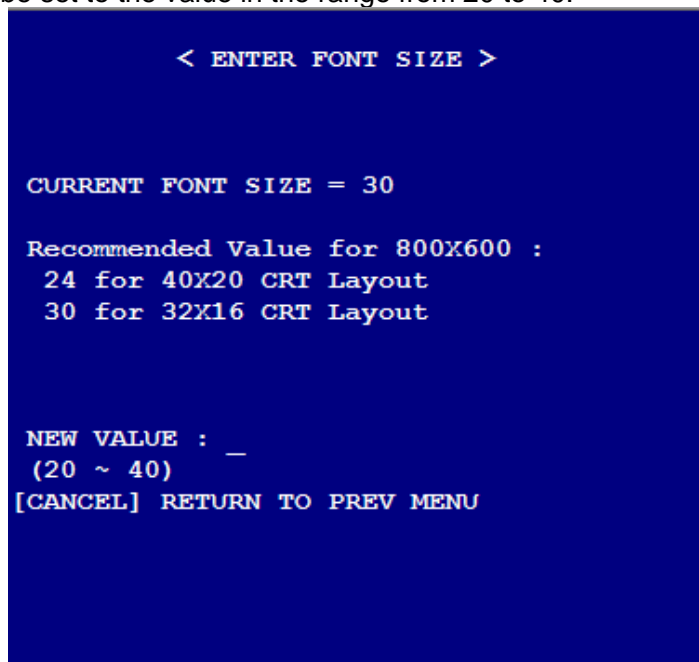 be set to the value in the range from 20 to 40.
< ENTER FONT SIZE >
CURRENT FONT SIZE = 30
Recommended Value for 800X600 :
24 for 40X20 CRT Layout
30 for 32X16 CRT Layout
NEW VALUE : _
(20 ~ 40)
[CANCEL] RETURN TO PREV MENU